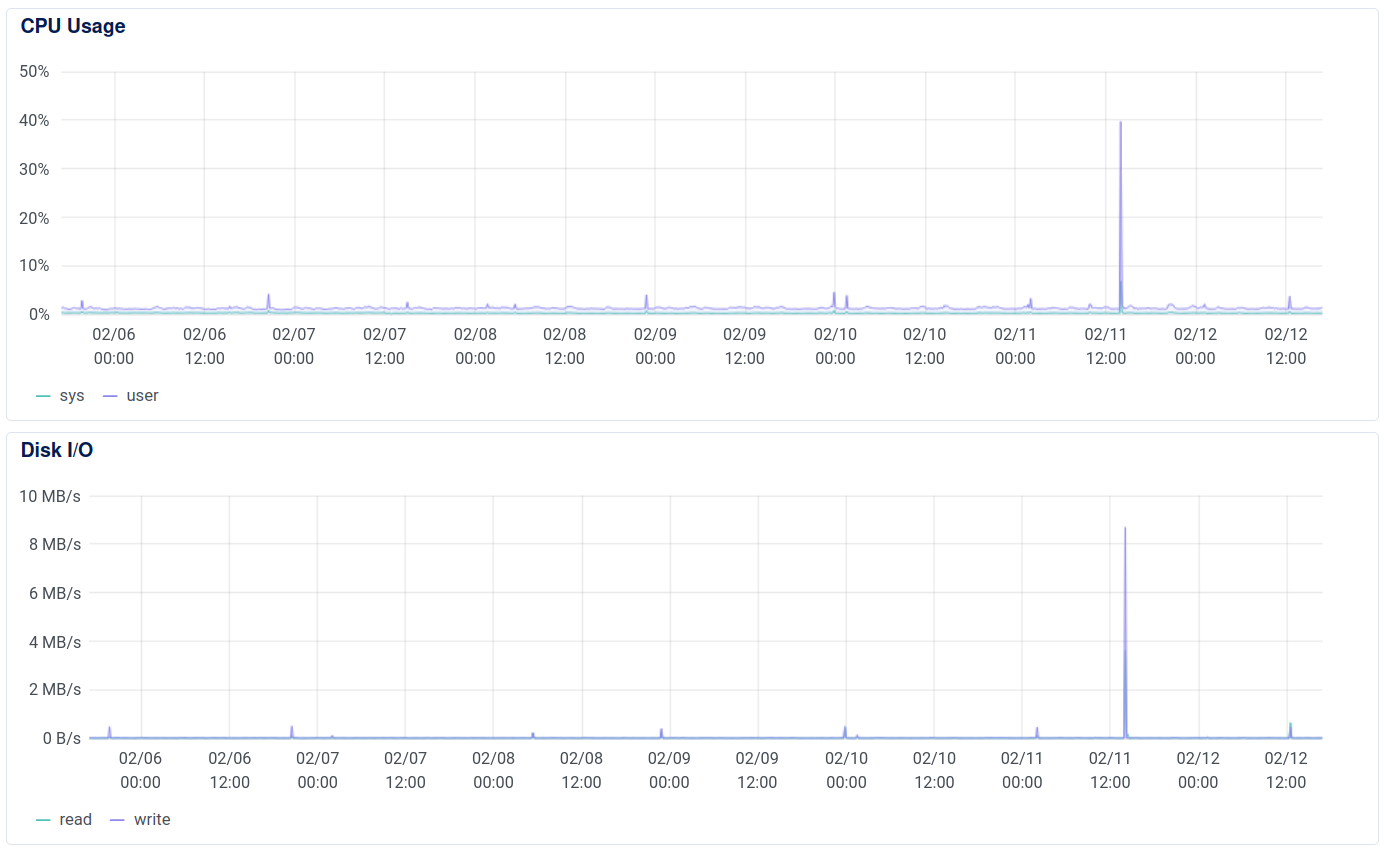 CPU Usage
50%
40%
30%
20%
10%
0%
02/06 02/06 02/07 02/07 02/08 02/08 02/09 02/09 02/10 02/10 02/11 02/11 02/12 02/12
00:00 12:00 00:00 12:00 00:00 12:00 00:00 12:00 00:00 12:00 00:00 12:00 00:00 12:00
sys user
Disk I/O
10 MB/s
8 MB/s
6 MB/s
4 MB/s
2 MB/s
0 B/s
02/06 02/06 02/07 02/07 02/08 02/08 02/09 02/09 02/10 02/10 02/11 02/11 02/12 02/12
00:00 12:00 00:00 12:00 00:00 12:00 00:00 12:00 00:00 12:00 00:00 12:00 00:00 12:00
read write